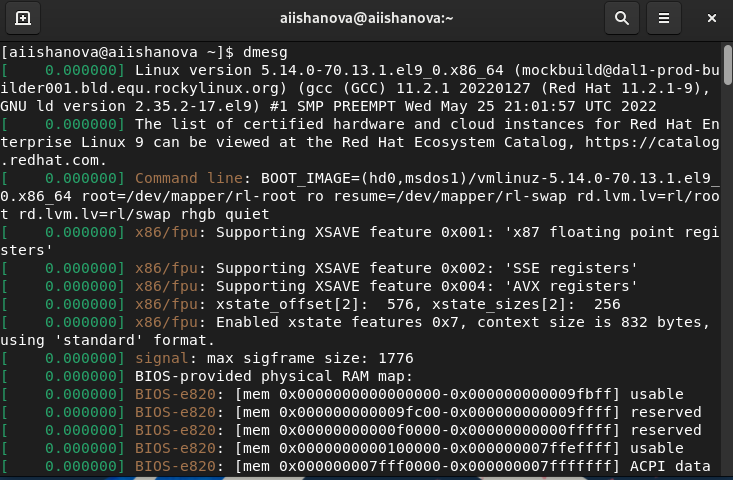 aiishanova@aiishanova:~
[aiishanova@aiishanova ~]$ dmesg
[    0.000000] Linux version 5.14.0-70.13.1.el9_0.x86_64 (mockbuild@dal1-prod-bu
ilder001.bld.equ.rockylinux.org) (gcc (GCC) 11.2.1 20220127 (Red Hat 11.2.1-9),
GNU ld version 2.35.2-17.el9) #1 SMP PREEMPT Wed May 25 21:01:57 UTC 2022
[    0.000000] The list of certified hardware and cloud instances for Red Hat En
terprise Linux 9 can be viewed at the Red Hat Ecosystem Catalog, https://catalog
.redhat.com.
[    0.000000] Command line: BOOT_IMAGE=(hd0,msdos1)/vmlinuz-5.14.0-70.13.1.el9_
0.x86_64 root=/dev/mapper/rl-root ro resume=/dev/mapper/rl-swap rd.lvm.lv=rl/roo
t rd.lvm.lv=rl/swap rhgb quiet
[    0.000000] x86/fpu: Supporting XSAVE feature 0x001: 'x87 floating point regi
sters'
[    0.000000] x86/fpu: Supporting XSAVE feature 0x002: 'SSE registers'
[    0.000000] x86/fpu: Supporting XSAVE feature 0x004: 'AVX registers'
[    0.000000] x86/fpu: xstate_offset[2]:  576, xstate_sizes[2]:  256
[    0.000000] x86/fpu: Enabled xstate features 0x7, context size is 832 bytes,
using 'standard' format.
[    0.000000] signal: max sigframe size: 1776
[    0.000000] BIOS-provided physical RAM map:
[    0.000000] BIOS-e820: [mem 0x0000000000000000-0x000000000009fbff] usable
[    0.000000] BIOS-e820: [mem 0x000000000009fc00-0x000000000009ffff] reserved
[    0.000000] BIOS-e820: [mem 0x00000000000f0000-0x00000000000fffff] reserved
[    0.000000] BIOS-e820: [mem 0x0000000000100000-0x000000007ffeffff] usable
[    0.000000] BIOS-e820: [mem 0x000000007fff0000-0x000000007fffffff] ACPI data